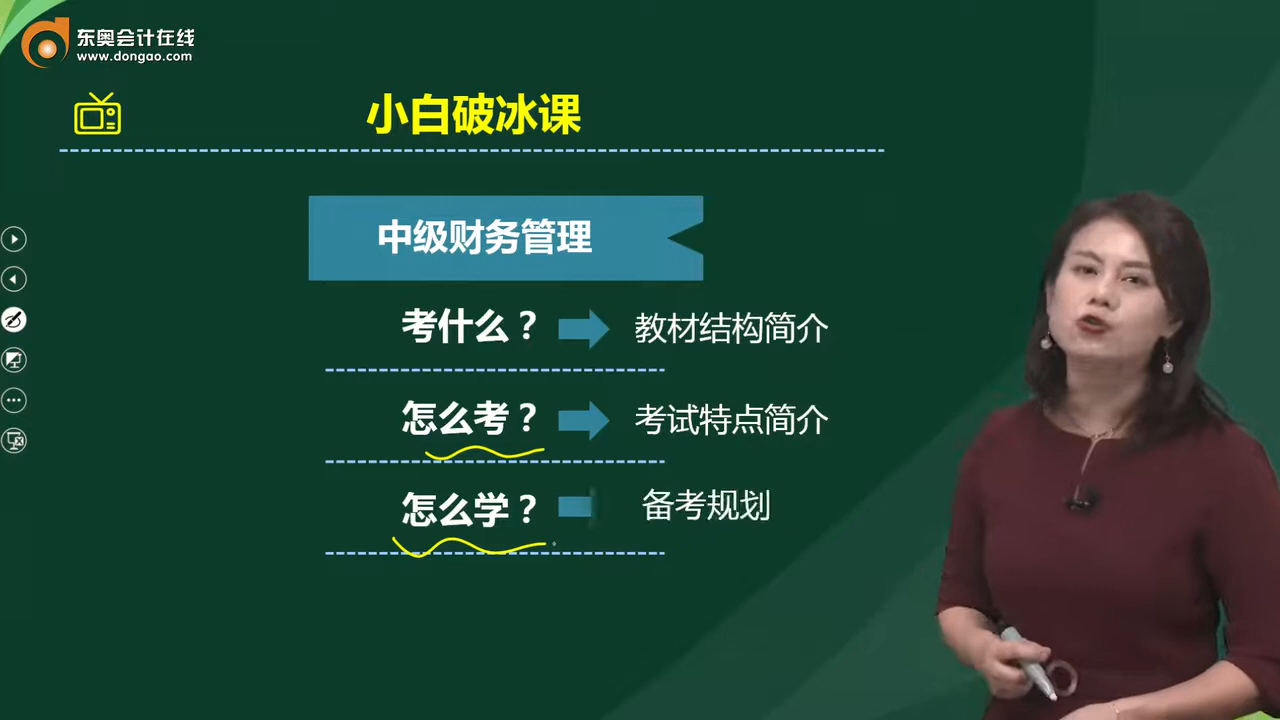 东奥会计在线
www.dongao.com
小白破冰课
中级财务管理
考什么？ 教材结构简介
怎么考？ 考试特点简介
怎么学？ 备考规划